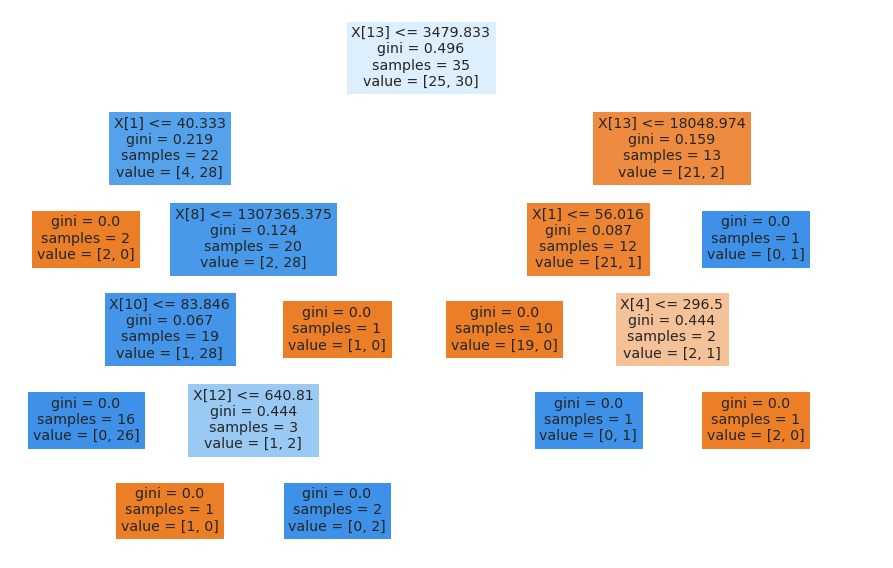 X[13] <= 3479.833
gini = 0.496
samples = 35
value = [25, 30]
X[1] <= 40.333
gini = 0.219
samples = 22
value = [4, 28]
X[13] <= 18048.974
gini = 0.159
samples = 13
value = [21, 2]
gini = 0.0
samples = 2
value = [2, 0]
X[8] <= 1307365.375
gini = 0.124
samples = 20
value = [2, 28]
X[1] <= 56.016
gini = 0.087
samples = 12
value = [21, 1]
gini = 0.0
samples = 1
value = [0, 1]
X[10] <= 83.846
gini = 0.067
samples = 19
value = [1, 28]
gini = 0.0
samples = 1
value = [1, 0]
gini = 0.0
samples = 10
value = [19, 0]
X[4] <= 296.5
gini = 0.444
samples = 2
value = [2, 1]
gini = 0.0
samples = 16
value = [0, 26]
X[12] <= 640.81
gini = 0.444
samples = 3
value = [1, 2]
gini = 0.0
samples = 1
value = [0, 1]
gini = 0.0
samples = 1
value = [2, 0]
gini = 0.0
samples = 1
value = [1, 0]
gini = 0.0
samples = 2
value = [0, 2]